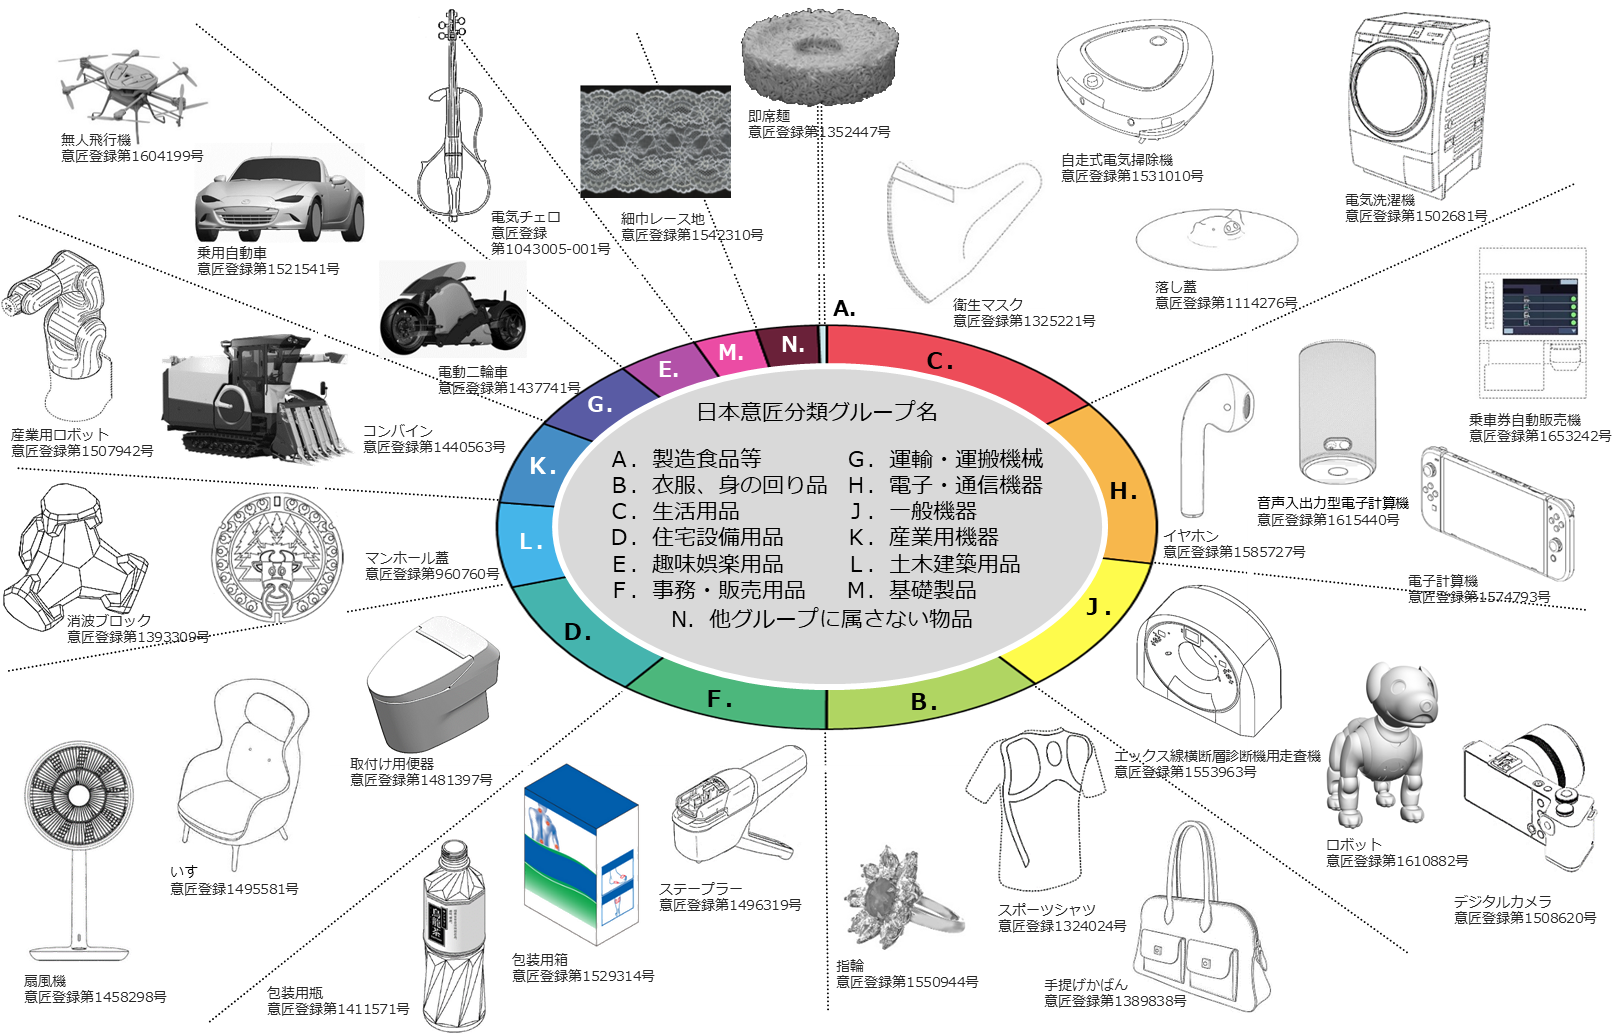 無人飛行機
意匠登録第1604199号
乗用自動車
意匠登録第1521541号
電気チェロ
意匠登録
第1043005-001号
細巾レース地
意匠登録第1542310号
即席麺
意匠登録第1352447号
自走式電気掃除機
意匠登録第1531010号
電気洗濯機
意匠登録第1502681号
衛生マスク
意匠登録第1325221号
落し蓋
意匠登録第1114276号
乗車券自動販売機
意匠登録第1653242号
産業用ロボット
意匠登録第1507942号
コンバイン
意匠登録第1440563号
電動二輪車
意匠登録第1437741号
イヤホン
意匠登録第1585727号
音声入出力型電子計算機
意匠登録第1615440号
電子計算機
意匠登録第1574793号
消波ブロック
意匠登録第1393309号
マンホール蓋
意匠登録第960760号
A.
C.
H.
J.
B.
F.
D.
L.
K.
G.
E.
M.
N.
日本意匠分類グループ名
A．製造食品等
B．衣服、身の回り品
C．生活用品
D．住宅設備用品
E．趣味娯楽用品
F．事務・販売用品
G．運輸・運搬機械
H．電子・通信機器
J．一般機器
K．産業用機器
L．土木建築用品
M．基礎製品
N．他グループに属さない物品
扇風機
意匠登録第1458298号
いす
意匠登録1495581号
取付け用便器
意匠登録第1481397号
包装用瓶
意匠登録第1411571号
包装用箱
意匠登録第1529314号
ステープラー
意匠登録第1496319号
指輪
意匠登録第1550944号
スポーツシャツ
意匠登録1324024号
手提げかばん
意匠登録第1389838号
エックス線横断層診断機用走査機
意匠登録第1553963号
ロボット
意匠登録第1610882号
デジタルカメラ
意匠登録第1508620号